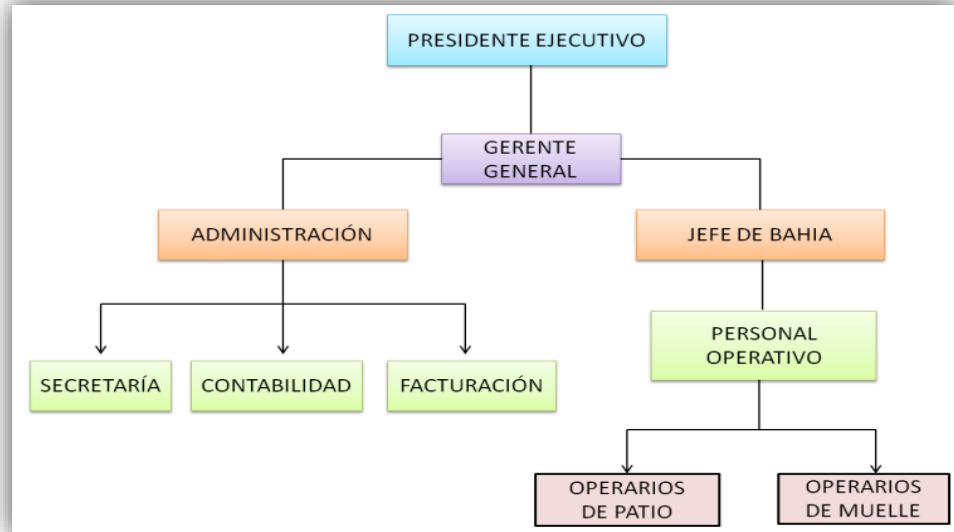 PRESIDENTE EJECUTIVO
GERENTE
GENERAL
ADMINISTRACIÓN
JEFE DE BAHIA
PERSONAL
OPERATIVO
SECRETARÍA
CONTABILIDAD
FACTURACIÓN
OPERARIOS
DE PATIO
OPERARIOS
DE MUELLE